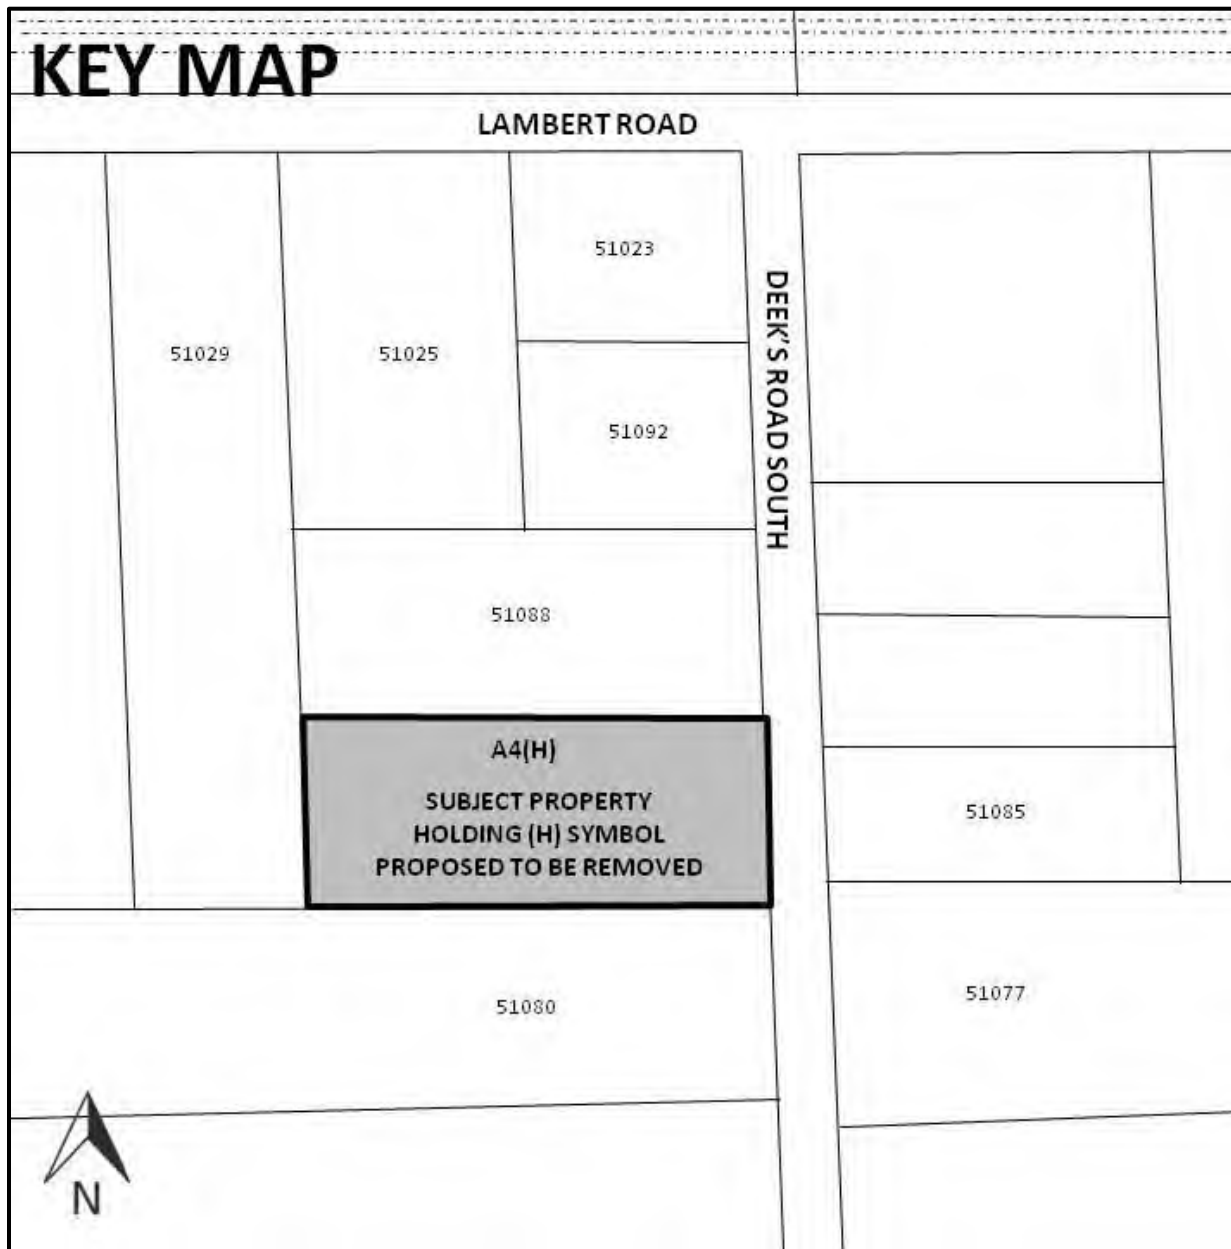 KEY MAP
LAMBERT ROAD
51023
DEEK'S ROAD SOUTH
51029
51025
51092
51088
A4(H)
SUBJECT PROPERTY
HOLDING (H) SYMBOL
PROPOSED TO BE REMOVED
51085
51080
51077
N